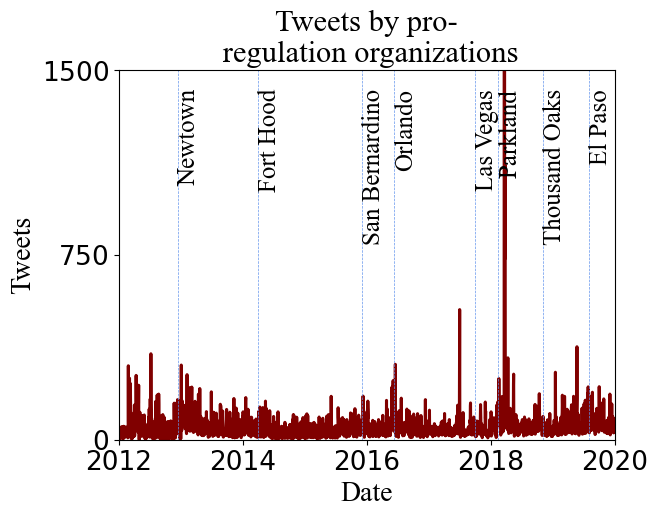 Tweets by pro-
regulation organizations
1500
750
0
Tweets
Newtown
Fort Hood
San Bernardino
Orlando
Las Vegas
Parkland
Thousand Oaks
El Paso
2012 2014 2016 2018 2020
Date